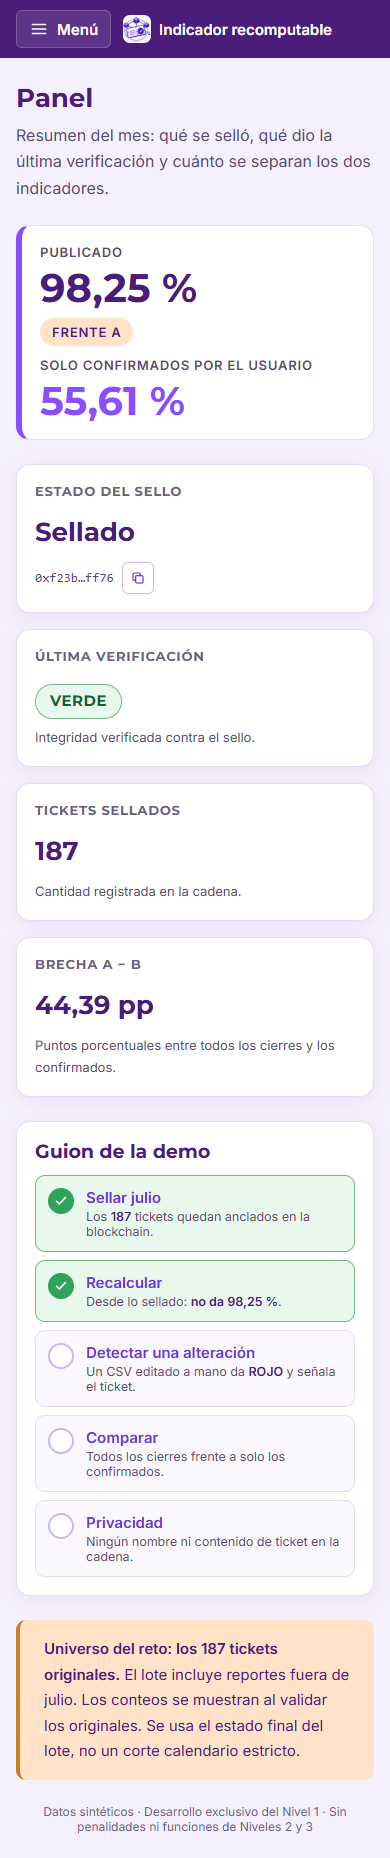 Menú
Indicador recomputable
Panel
Resumen del mes: qué se selló, qué dio la
última verificación y cuánto se separan los dos
indicadores.
PUBLICADO
98,25 %
FRENTE A
SOLO CONFIRMADOS POR EL USUARIO
55,61 %
ESTADO DEL SELLO
Sellado
0xf23b…ff76
ÚLTIMA VERIFICACIÓN
VERDE
Integridad verificada contra el sello.
TICKETS SELLADOS
187
Cantidad registrada en la cadena.
BRECHA A − B
44,39 pp
Puntos porcentuales entre todos los cierres y los
confirmados.
Guion de la demo
Sellar julio
Los 187 tickets quedan anclados en la
blockchain.
Recalcular
Desde lo sellado: no da 98,25 %.
Detectar una alteración
Un CSV editado a mano da ROJO y señala
el ticket.
Comparar
Todos los cierres frente a solo los
confirmados.
Privacidad
Ningún nombre ni contenido de ticket en la
cadena.
Universo del reto: los 187 tickets
originales. El lote incluye reportes fuera de
julio. Los conteos se muestran al validar
los originales. Se usa el estado final del
lote, no un corte calendario estricto.
Datos sintéticos · Desarrollo exclusivo del Nivel 1 · Sin
penalidades ni funciones de Niveles 2 y 3